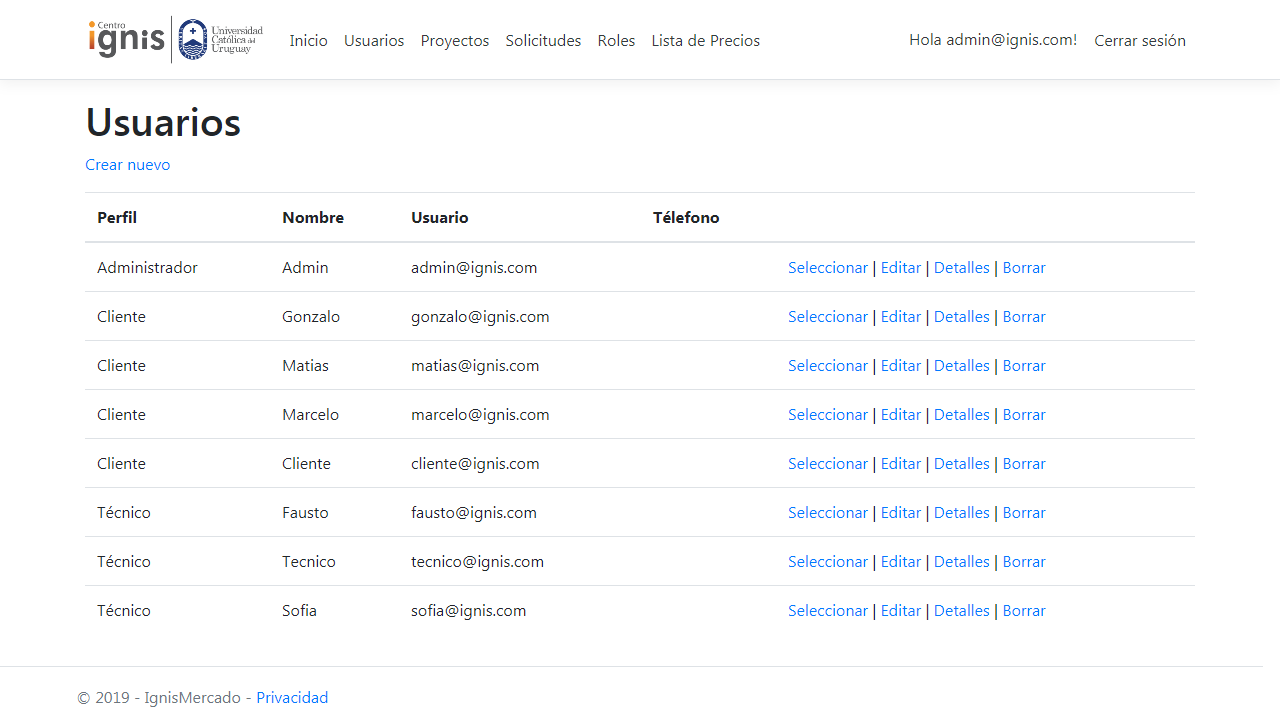 Centro
ignis
Universidad
Católica del
Uruguay
Inicio Usuarios Proyectos Solicitudes Roles Lista de Precios Hola admin@ignis.com! Cerrar sesión
Usuarios
Crear nuevo
Perfil Nombre Usuario Télefono
Administrador Admin admin@ignis.com Seleccionar | Editar | Detalles | Borrar
Cliente Gonzalo gonzalo@ignis.com Seleccionar | Editar | Detalles | Borrar
Cliente Matias matias@ignis.com Seleccionar | Editar | Detalles | Borrar
Cliente Marcelo marcelo@ignis.com Seleccionar | Editar | Detalles | Borrar
Cliente Cliente cliente@ignis.com Seleccionar | Editar | Detalles | Borrar
Técnico Fausto fausto@ignis.com Seleccionar | Editar | Detalles | Borrar
Técnico Tecnico tecnico@ignis.com Seleccionar | Editar | Detalles | Borrar
Técnico Sofia sofia@ignis.com Seleccionar | Editar | Detalles | Borrar
© 2019 - IgnisMercado - Privacidad